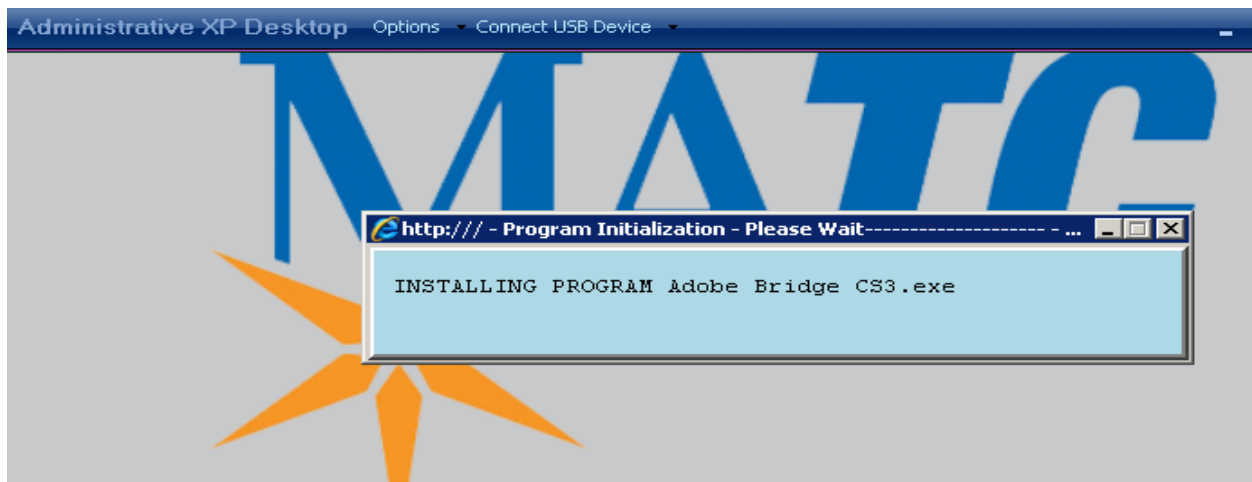 Administrative XP Desktop Options Connect USB Device
MATC
http:/// - Program Initialization - Please Wait-------------------- - ...
INSTALLING PROGRAM Adobe Bridge CS3.exe